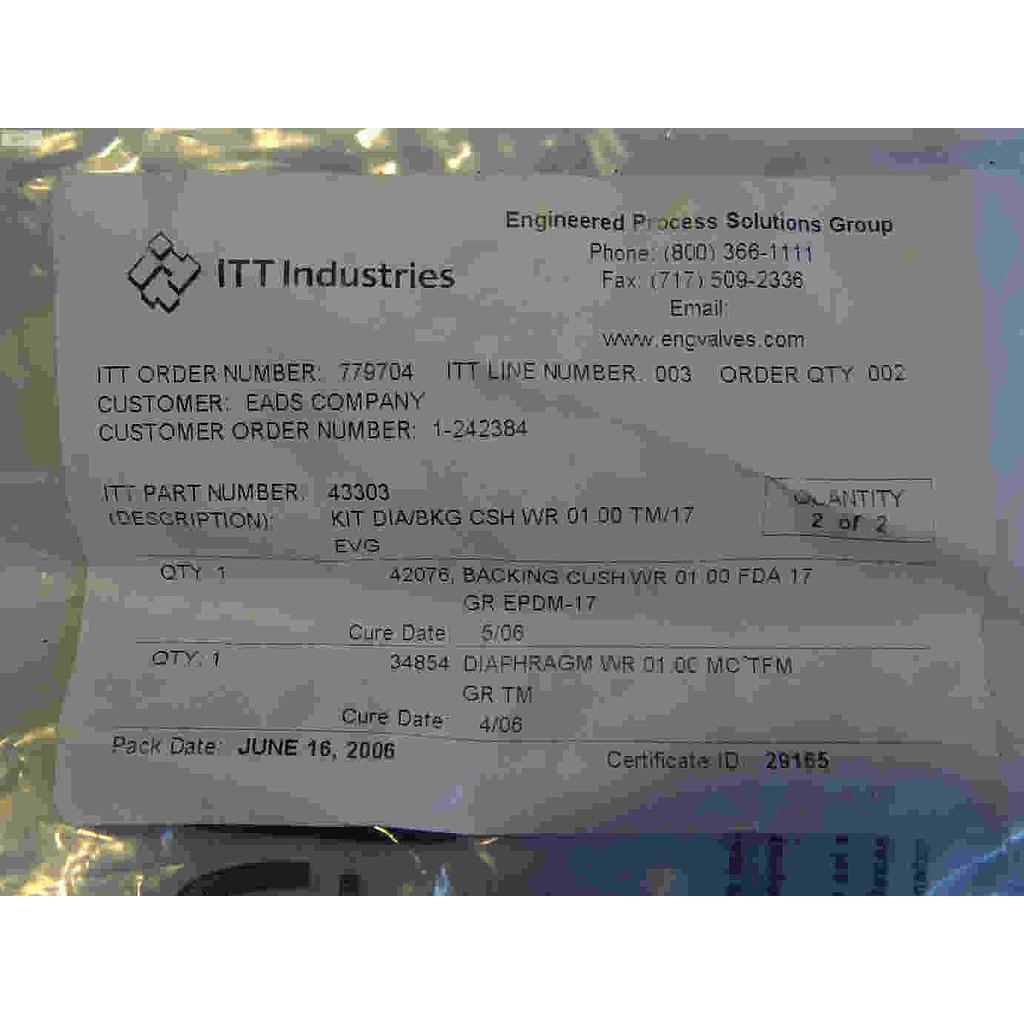 Engineered Process Solutions Group
Phone: (800) 366-1111
Fax: (717) 509-2336
Email:
www.engvalves.com
ITT Industries
ITT ORDER NUMBER: 779704 ITT LINE NUMBER: 003 ORDER QTY 002
CUSTOMER: EADS COMPANY
CUSTOMER ORDER NUMBER: 1-242384
ITT PART NUMBER: 43303
(DESCRIPTION): KIT DIA/BKG CSH WR 01.00 TM/17
EVG
QUANTITY
2 of 2
QTY 1 42076, BACKING CUSH WR 01.00 FDA 17
GR EPDM-17
Cure Date: 5/06
QTY: 1 34854 DIAPHRAGM WR 01.00 MC TFM
GR TM
Cure Date: 4/06
Pack Date: JUNE 16, 2006
Certificate ID: 29165